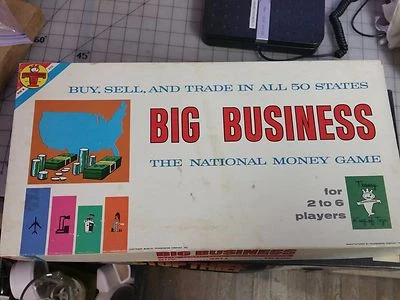 BUY, SELL, AND TRADE IN ALL 50 STATES
BIG BUSINESS
THE NATIONAL MONEY GAME
for
2 to 6
players
BIG BUSINESS
45°